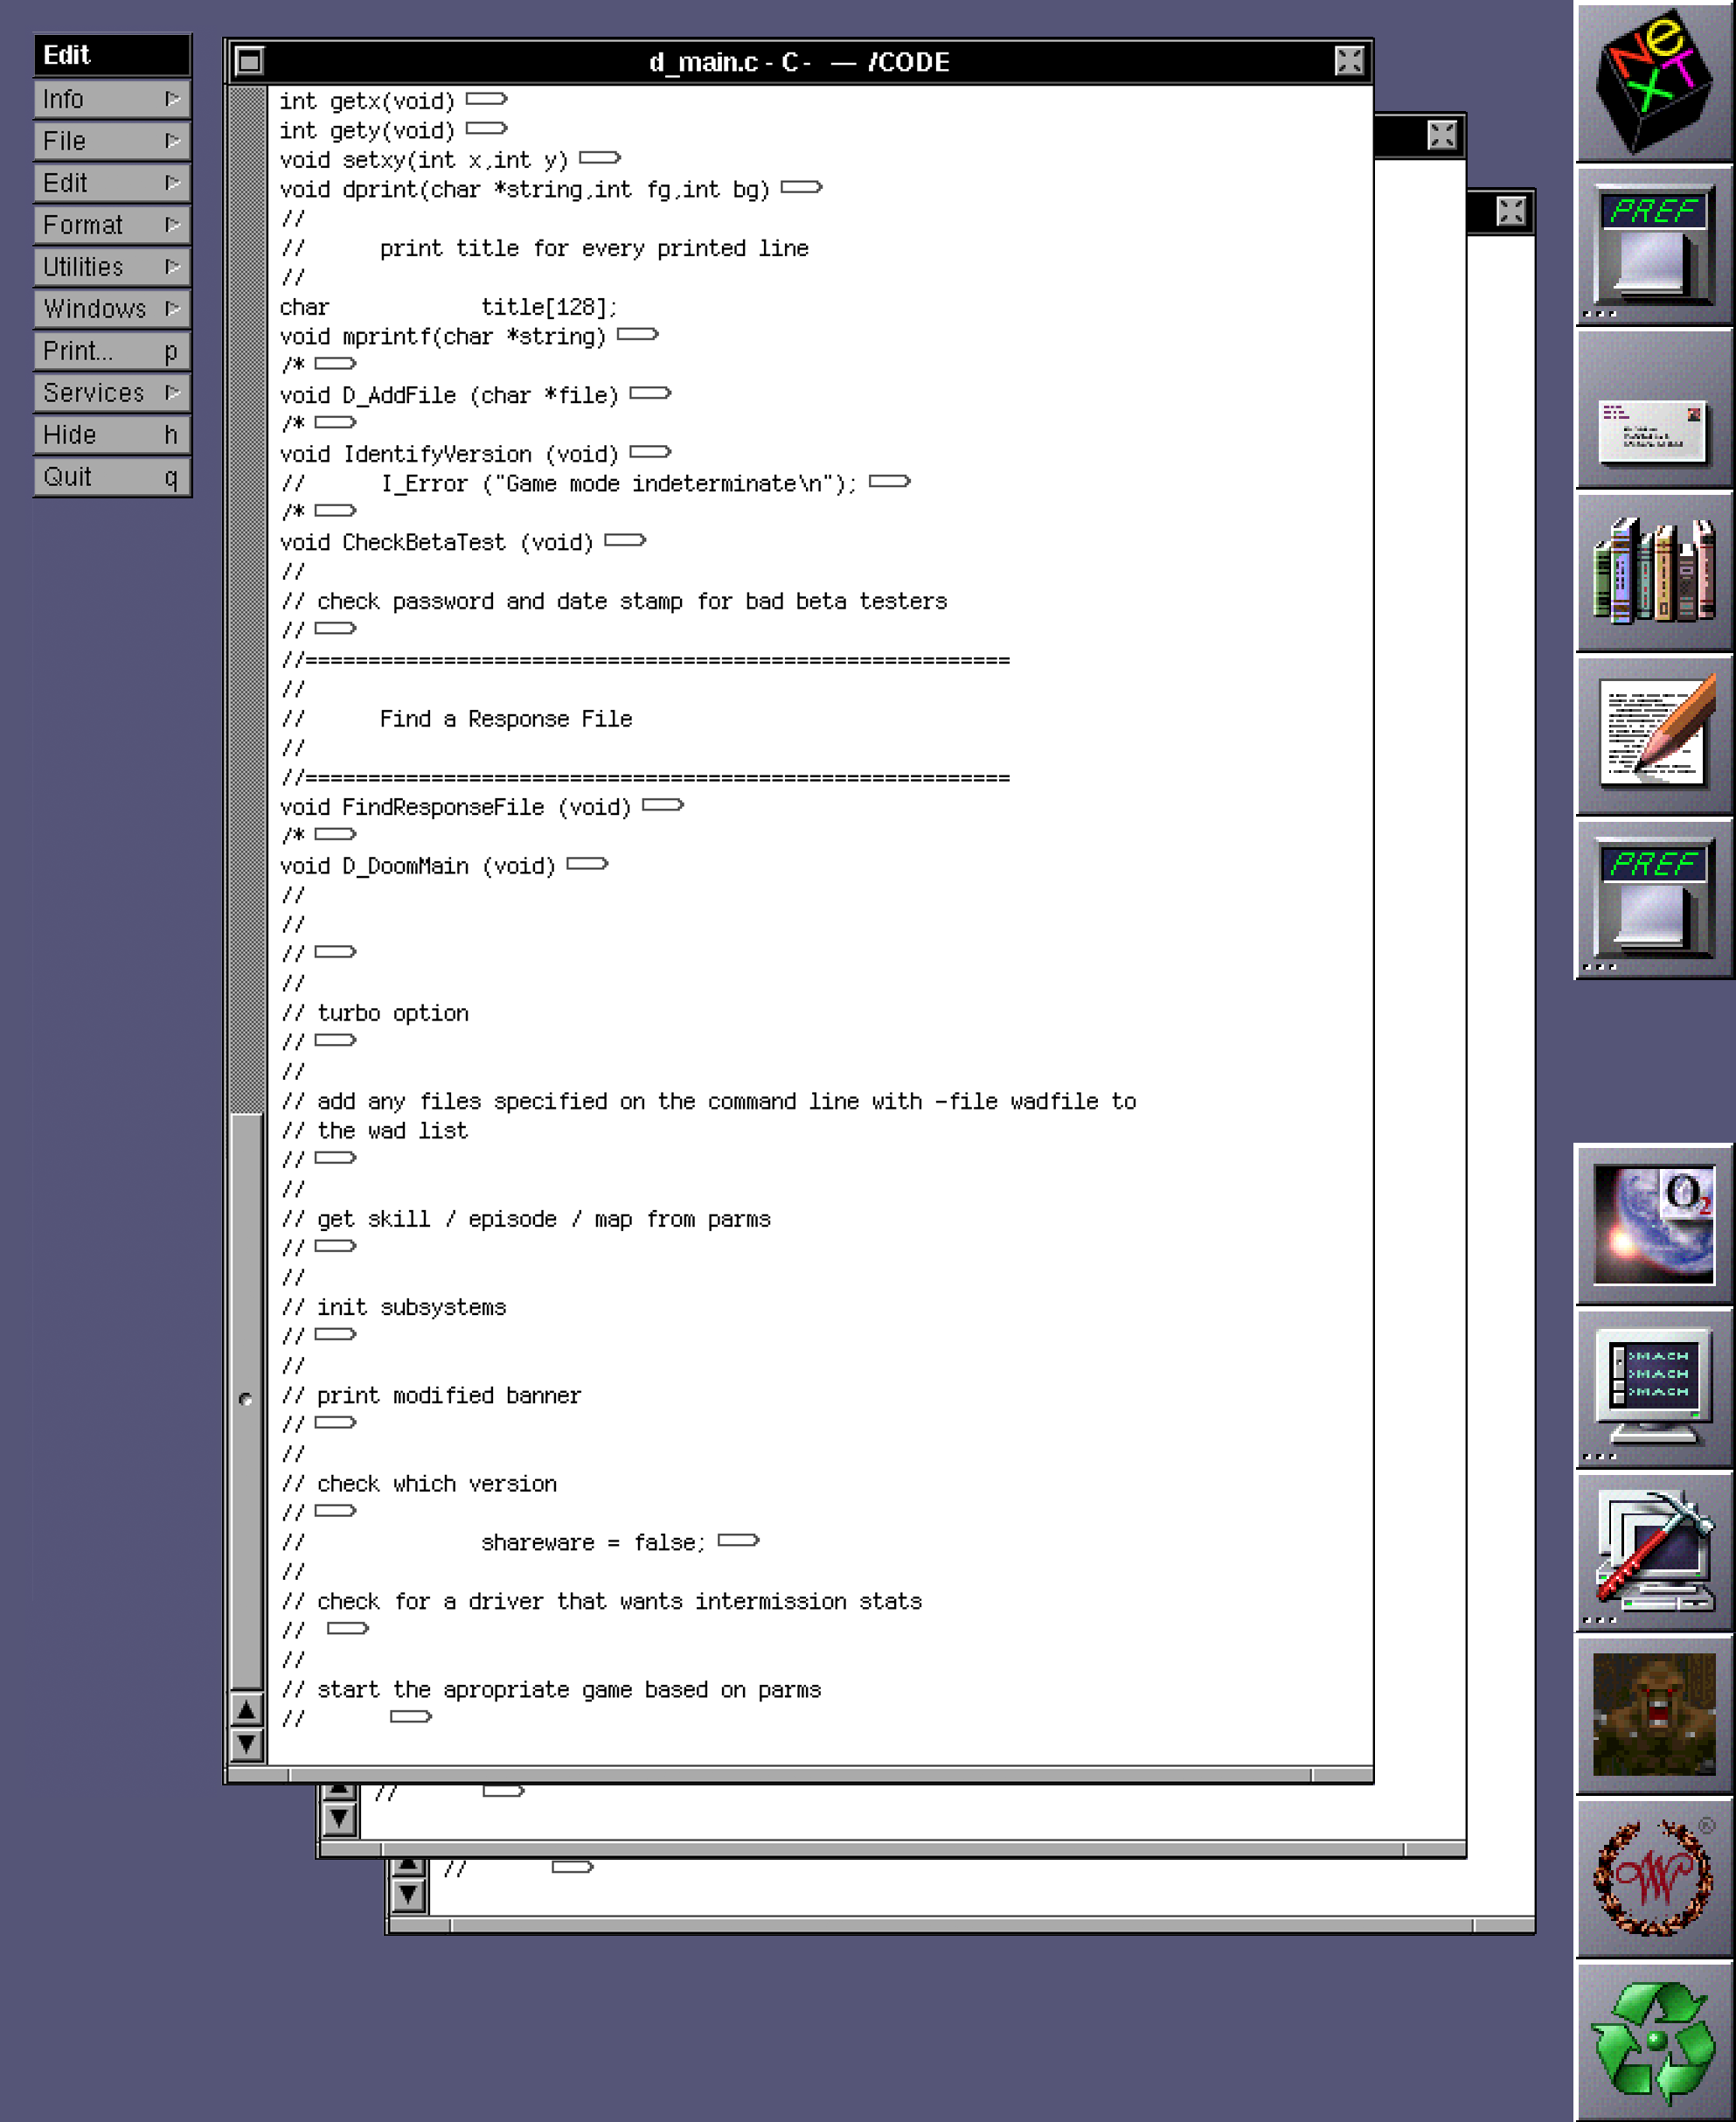 Edit
Info
File
Edit
Format
Utilities
Windows
Print... p
Services
Hide h
Quit q
d_main.c - C - — /CODE
int getx(void)
int gety(void)
void setxy(int x,int y)
void dprint(char *string,int fg,int bg)
//
// print title for every printed line
//
char title[128];
void mprintf(char *string)
/*
void D_AddFile (char *file)
/*
void IdentifyVersion (void)
// I_Error ("Game mode indeterminate\n");
/*
void CheckBetaTest (void)
//
// check password and date stamp for bad beta testers
//
//========================================================
//
// Find a Response File
//
//========================================================
void FindResponseFile (void)
/*
void D_DoomMain (void)
//
//
//
//
// turbo option
//
//
// add any files specified on the command line with -file wadfile to
// the wad list
//
//
// get skill / episode / map from parms
//
//
// init subsystems
//
//
// print modified banner
//
//
// check which version
//
// shareware = false;
//
// check for a driver that wants intermission stats
//
//
// start the apropriate game based on parms
//
//
//
NeXT
PREF
PREF
O2
>MACH
>MACH
>MACH
W ®